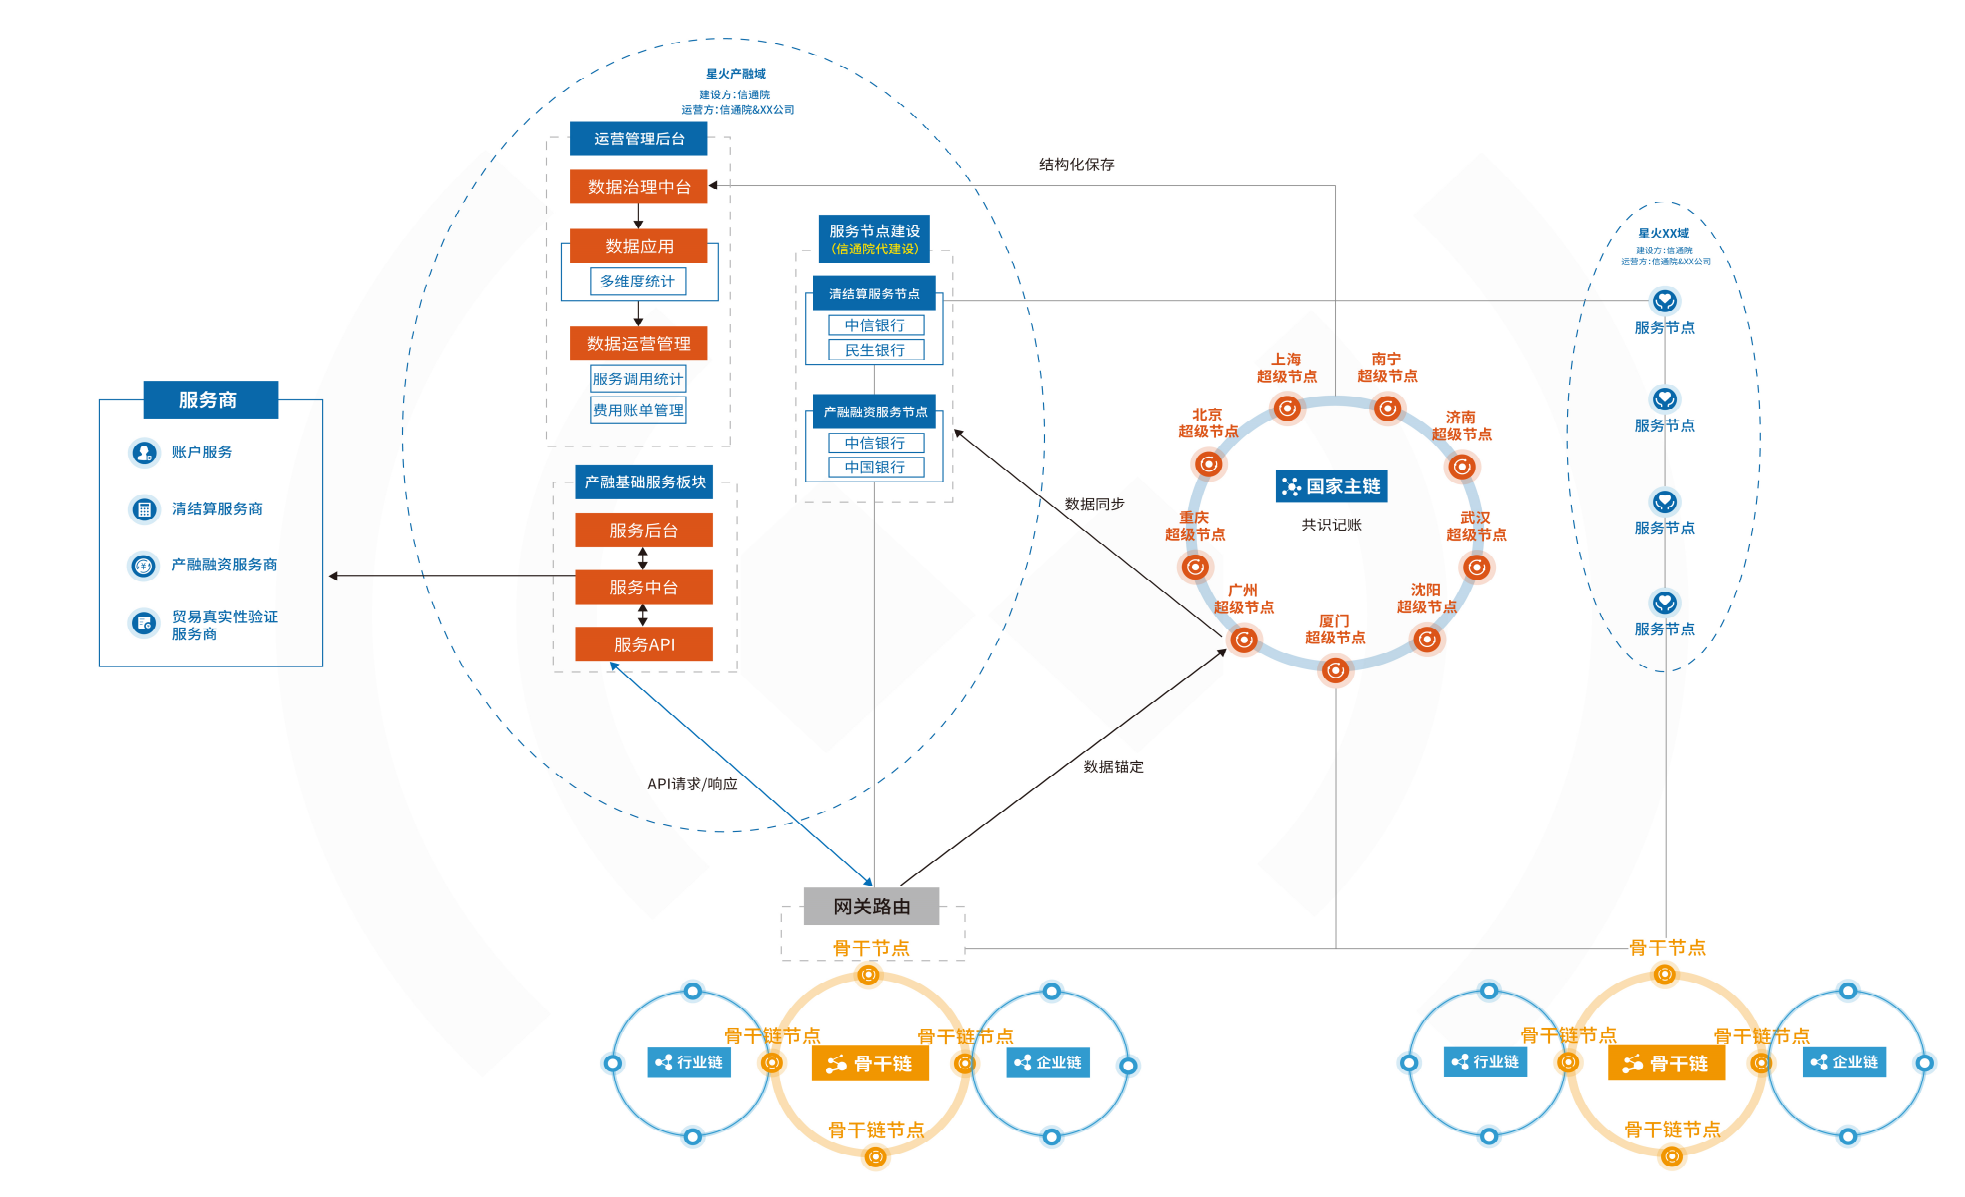 星火产融域
建设方：信通院
运营方：信通院&XX公司
运营管理后台
数据治理中台
数据应用
多维度统计
数据运营管理
服务调用统计
费用账单管理
产融基础服务板块
服务后台
服务中台
服务API
服务商
账户服务
清结算服务商
产融融资服务商
贸易真实性验证
服务商
服务节点建设
（信通院代建设）
清结算服务节点
中信银行
民生银行
产融融资服务节点
中信银行
中国银行
结构化保存
数据同步
数据锚定
API请求/响应
上海
超级节点
南宁
超级节点
北京
超级节点
济南
超级节点
重庆
超级节点
武汉
超级节点
广州
超级节点
沈阳
超级节点
厦门
超级节点
国家主链
共识记账
星火XX域
建设方：信通院
运营方：信通院&XX公司
服务节点
服务节点
服务节点
服务节点
网关路由
骨干节点
骨干链节点
骨干链节点
行业链
骨干链
企业链
骨干链节点
骨干节点
骨干链节点
骨干链节点
行业链
骨干链
企业链
骨干链节点